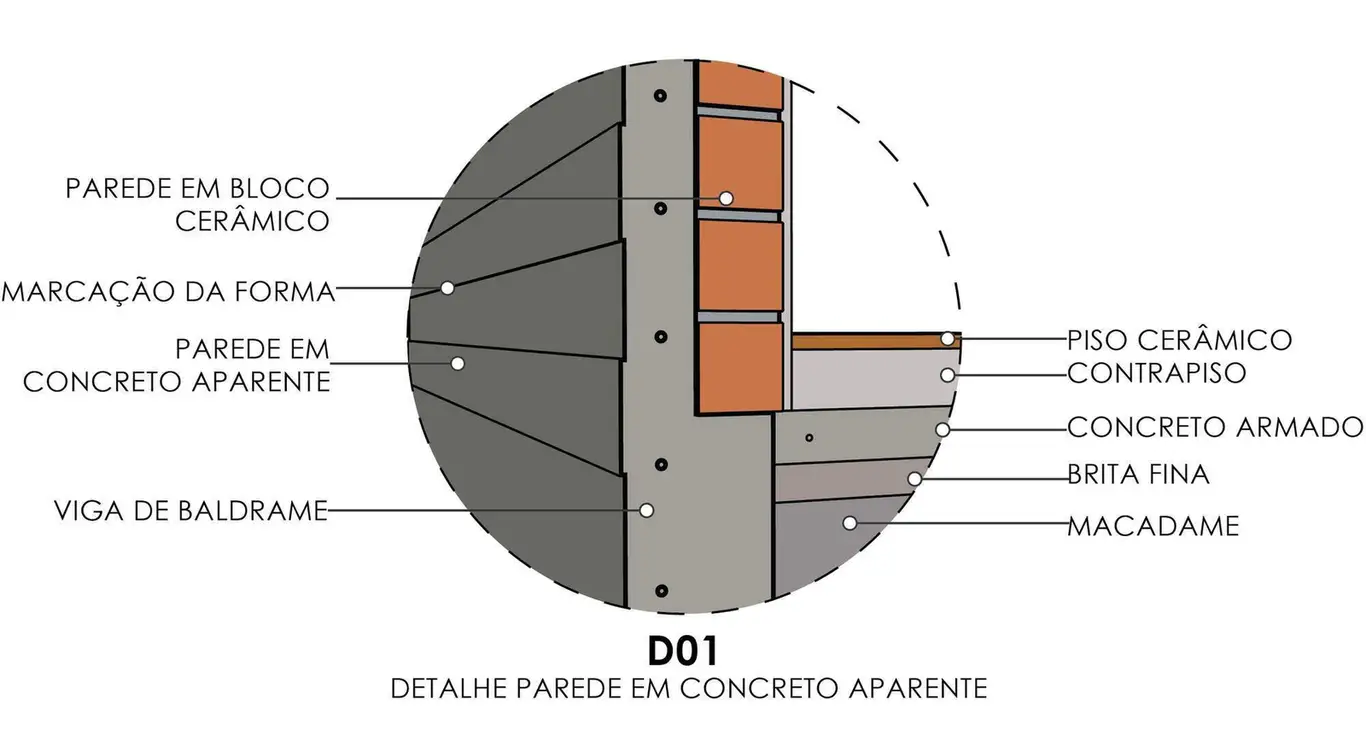 PAREDE EM BLOCO
CERÂMICO
MARCAÇÃO DA FORMA
PAREDE EM
CONCRETO APARENTE
VIGA DE BALDRAME
PISO CERÂMICO
CONTRAPISO
CONCRETO ARMADO
BRITA FINA
MACADAME
D01
DETALHE PAREDE EM CONCRETO APARENTE